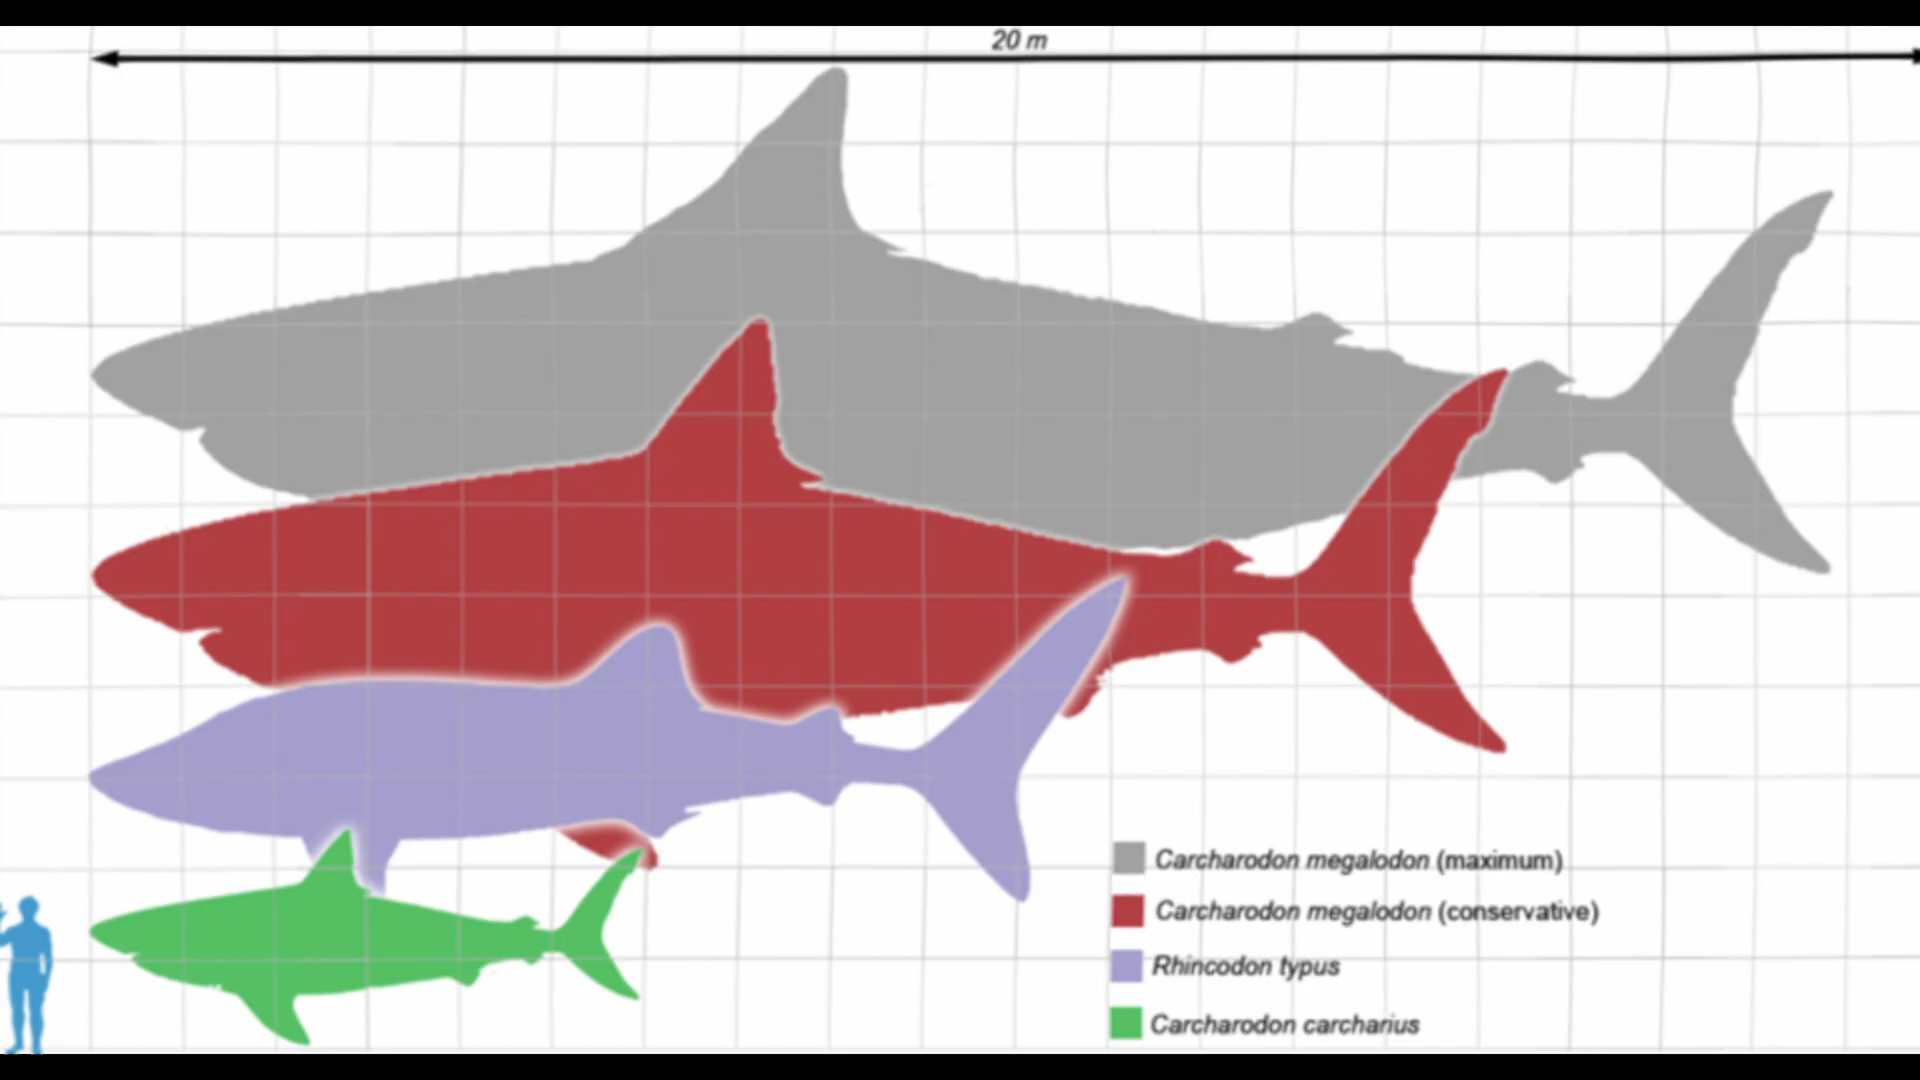 20 m
Carcharodon megalodon (maximum)
Carcharodon megalodon (conservative)
Rhincodon typus
Carcharodon carcharius